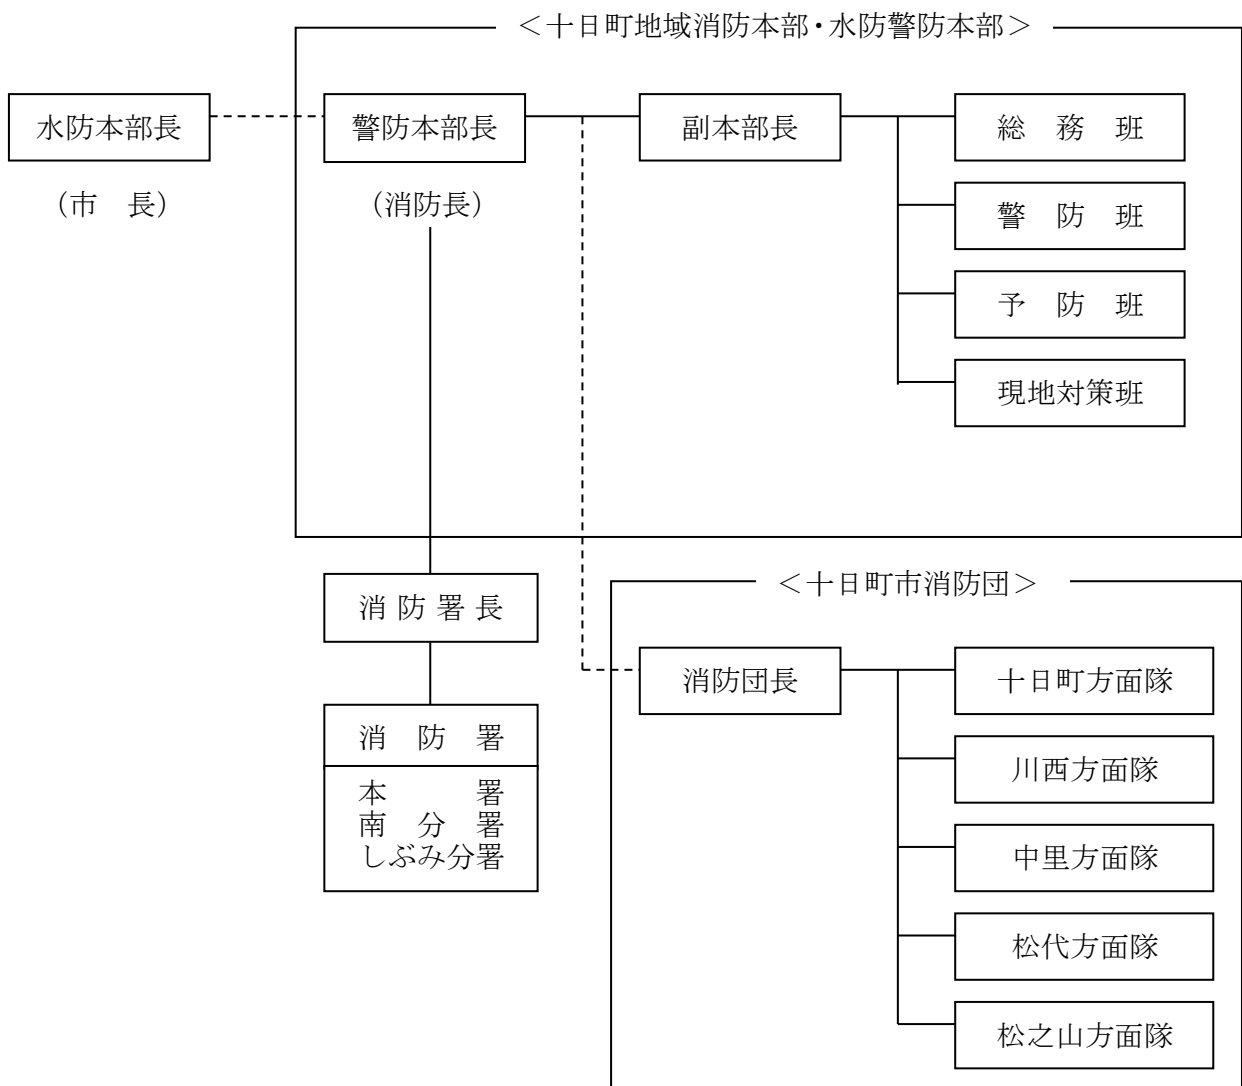 ＜十日町地域消防本部・水防警防本部＞
水防本部長
警防本部長
副本部長
総　務　班
（市　長）
（消防長）
警　防　班
予　防　班
現地対策班
消 防 署 長
消　防　署
本　　　署
南　分　署
しぶみ分署
＜十日町市消防団＞
消防団長
十日町方面隊
川西方面隊
中里方面隊
松代方面隊
松之山方面隊